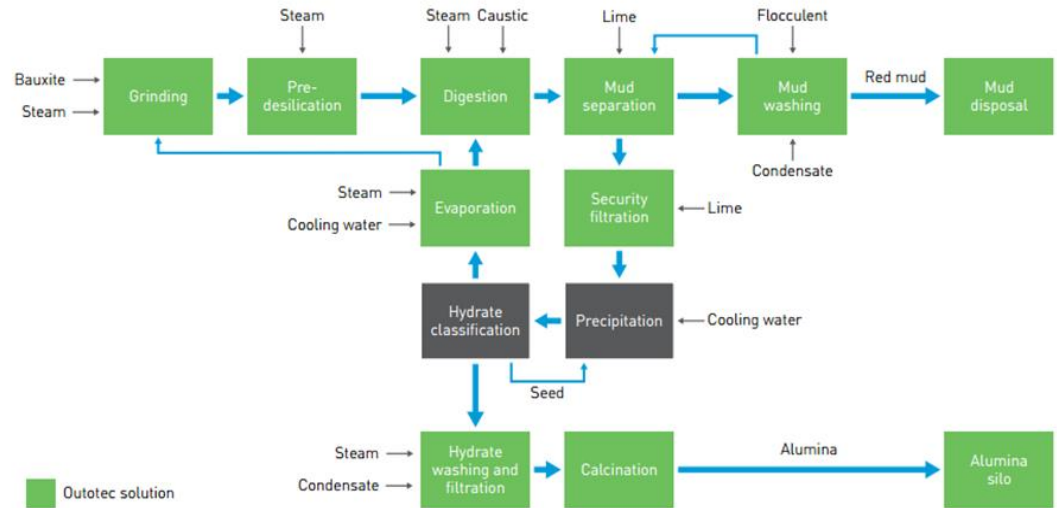 Steam
Steam Caustic
Lime
Flocculent
Bauxite
Steam
Grinding
Pre-
desilication
Digestion
Mud
separation
Mud
washing
Red mud
Mud
disposal
Condensate
Steam
Cooling water
Evaporation
Security
filtration
Lime
Hydrate
classification
Precipitation
Cooling water
Seed
Steam
Condensate
Hydrate
washing and
filtration
Calcination
Alumina
Alumina
silo
Outotec solution